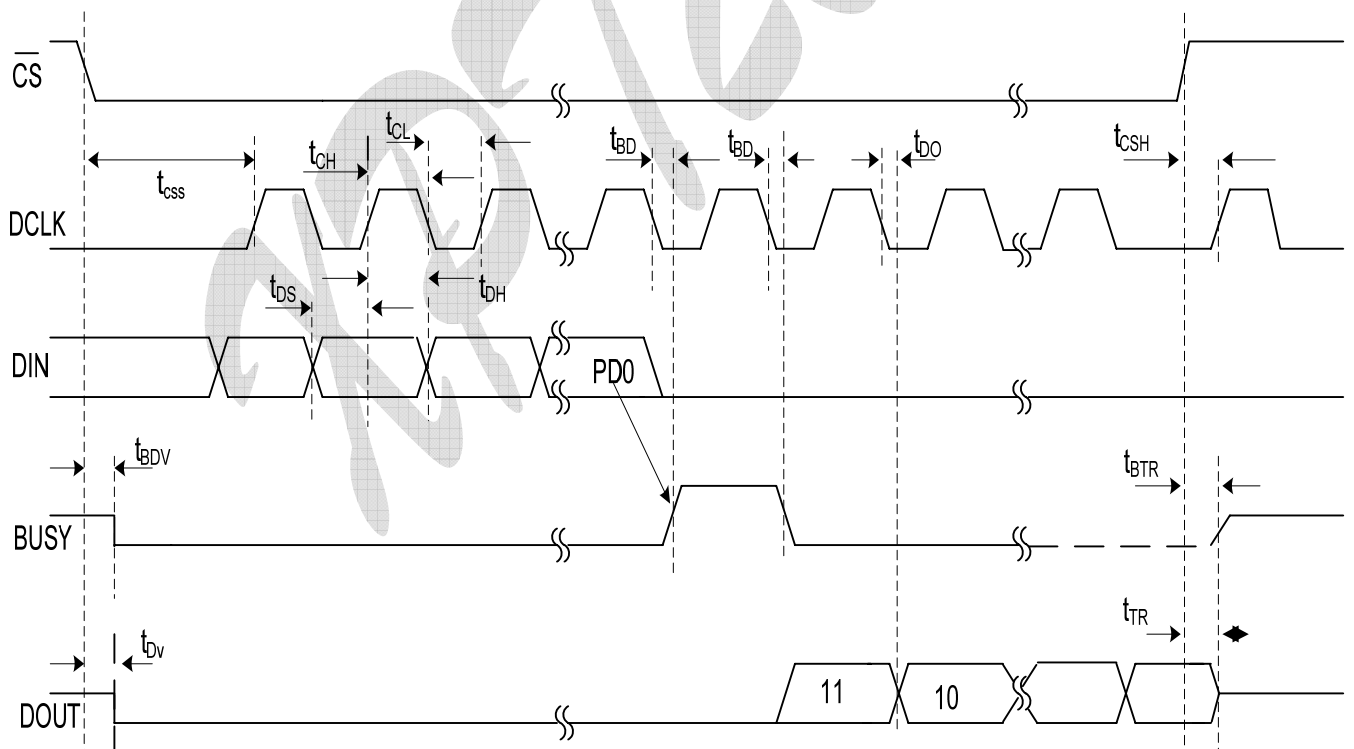 CS
tCL
tCH
tBD
tBD
tDO
tCSH
tcss
DCLK
tDS
tDH
DIN
PD0
tBDV
tBTR
BUSY
tTR
tDv
11
10
DOUT